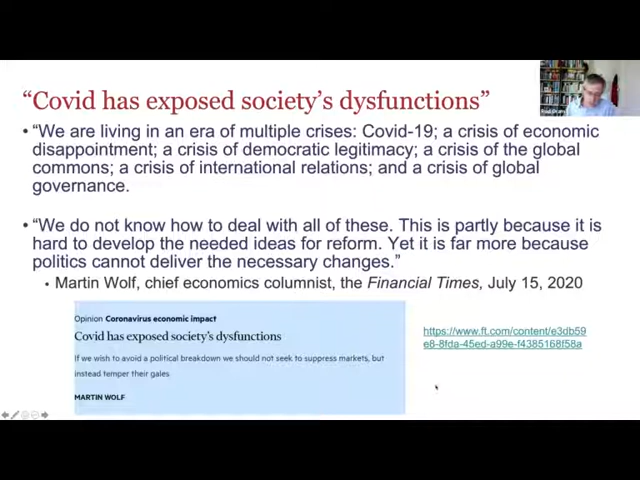 “Covid has exposed society’s dysfunctions”
• “We are living in an era of multiple crises: Covid-19; a crisis of economic
disappointment; a crisis of democratic legitimacy; a crisis of the global
commons; a crisis of international relations; and a crisis of global
governance.
• “We do not know how to deal with all of these. This is partly because it is
hard to develop the needed ideas for reform. Yet it is far more because
politics cannot deliver the necessary changes.”
• Martin Wolf, chief economics columnist, the Financial Times, July 15, 2020
Opinion Coronavirus economic impact
Covid has exposed society’s dysfunctions
If we wish to avoid a political breakdown we should not seek to suppress markets, but
instead temper their gales
MARTIN WOLF
https://www.ft.com/content/e3db59
e8-8fda-45ed-a99e-f4385168f58a